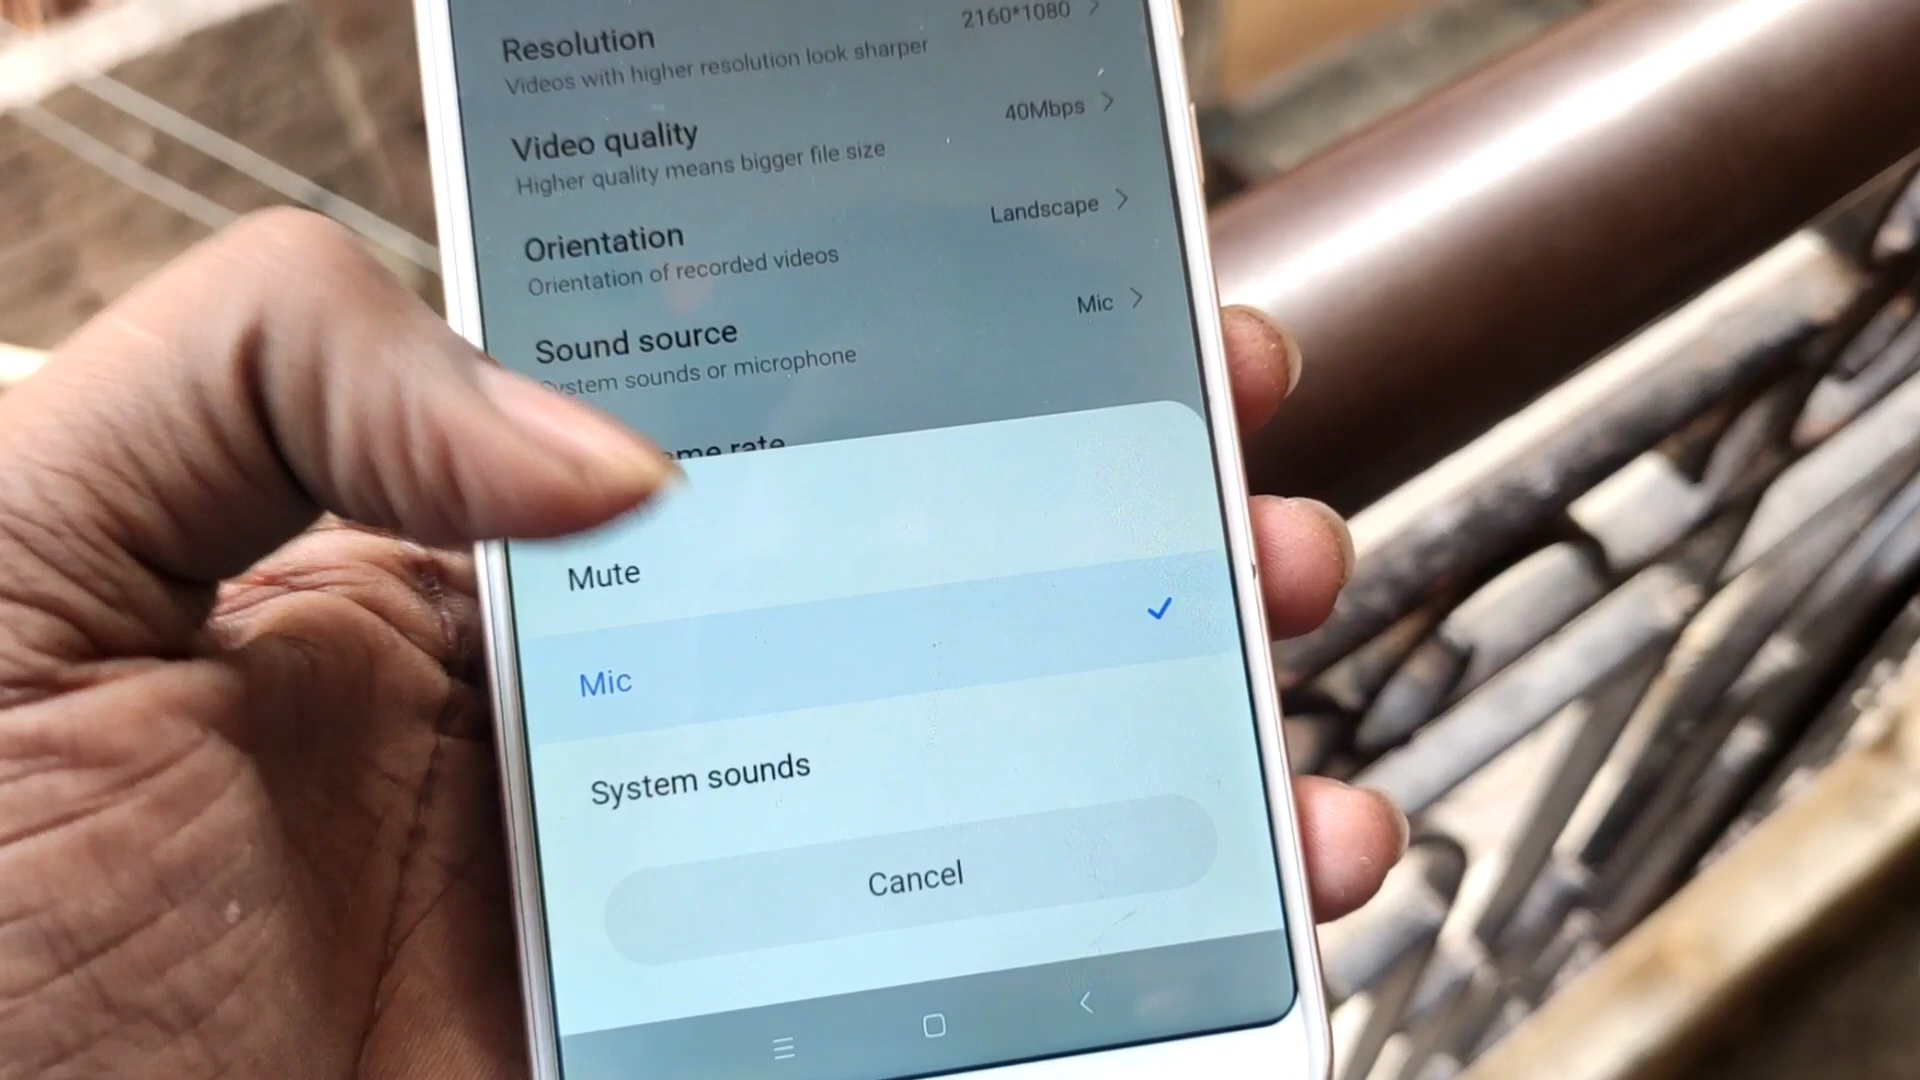 Resolution
2160*1080
Videos with higher resolution look sharper
Video quality
40Mbps
Higher quality means bigger file size
Orientation
Landscape
Orientation of recorded videos
Sound source
Mic
System sounds or microphone
rate
Mute
Mic
System sounds
Cancel